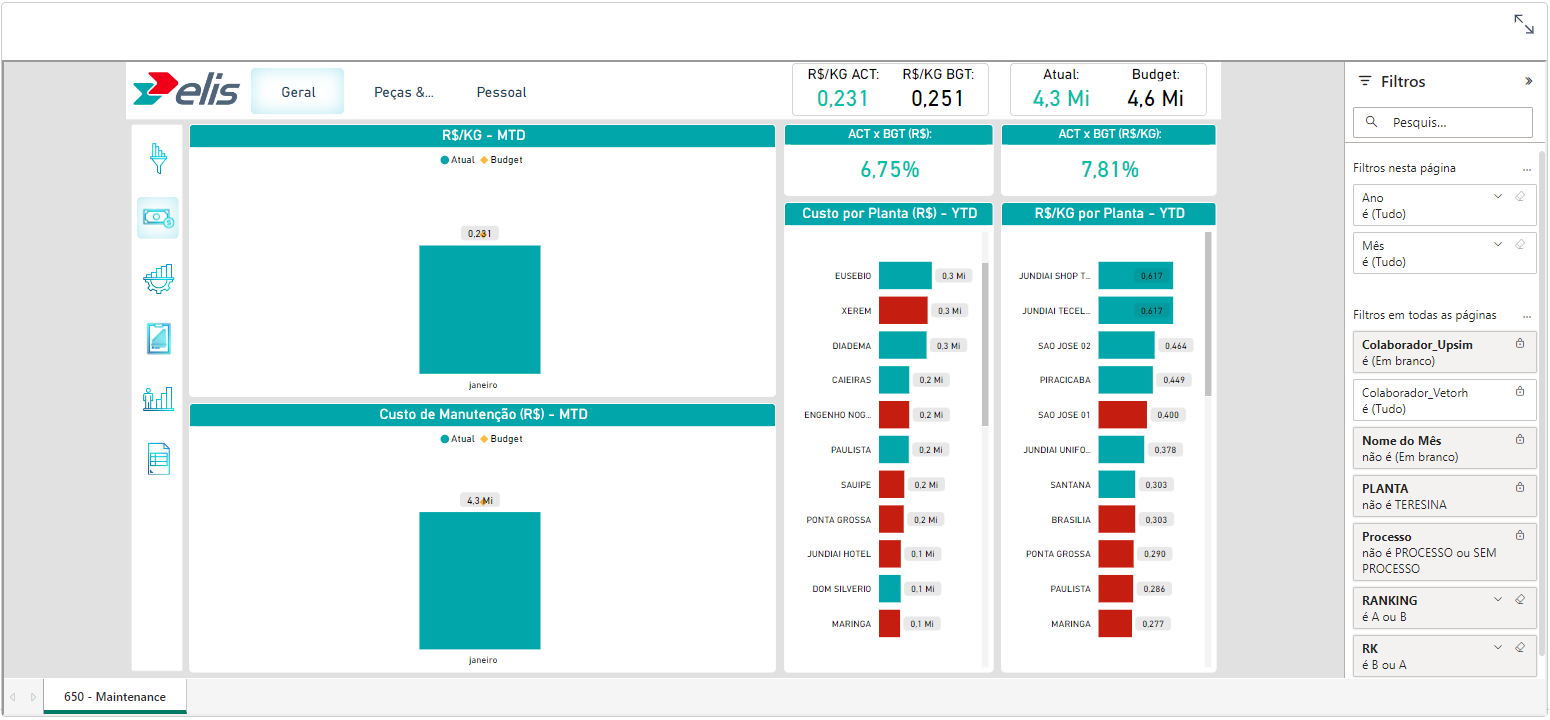 elis
Geral
Peças &...
Pessoal
R$/KG ACT:
0,231
R$/KG BGT:
0,251
Atual:
4,3 Mi
Budget:
4,6 Mi
R$/KG - MTD
Atual
Budget
0,231
janeiro
Custo de Manutenção (R$) - MTD
Atual
Budget
4,3 Mi
janeiro
ACT x BGT (R$):
6,75%
ACT x BGT (R$/KG):
7,81%
Custo por Planta (R$) - YTD
EUSEBIO 0,3 Mi
XEREM 0,3 Mi
DIADEMA 0,3 Mi
CAIEIRAS 0,2 Mi
ENGENHO NOG... 0,2 Mi
PAULISTA 0,2 Mi
SAUIPE 0,2 Mi
PONTA GROSSA 0,2 Mi
JUNDIAI HOTEL 0,1 Mi
DOM SILVERIO 0,1 Mi
MARINGA 0,1 Mi
R$/KG por Planta - YTD
JUNDIAI SHOP T... 0,617
JUNDIAI TECEL... 0,617
SAO JOSE 02 0,464
PIRACICABA 0,449
SAO JOSE 01 0,400
JUNDIAI UNIFO... 0,378
SANTANA 0,303
BRASILIA 0,303
PONTA GROSSA 0,290
PAULISTA 0,286
MARINGA 0,277
Filtros
Pesquis...
Filtros nesta página
...
Ano
é (Tudo)
Mês
é (Tudo)
Filtros em todas as páginas
...
Colaborador_Upsim
é (Em branco)
Colaborador_Vetorh
é (Tudo)
Nome do Mês
não é (Em branco)
PLANTA
não é TERESINA
Processo
não é PROCESSO ou SEM
PROCESSO
RANKING
é A ou B
RK
é B ou A
650 - Maintenance